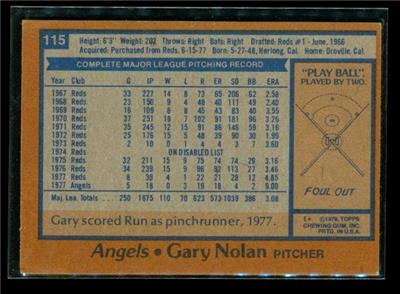 115
Height: 6'3" Weight: 202 Throws: Right Bats: Right Drafted: Reds #1 - June, 1966
Acquired: Purchased from Reds, 6-15-77 Born: 5-27-48, Herlong, Cal. Home: Oroville, Cal.
COMPLETE MAJOR LEAGUE PITCHING RECORD
Year Club G IP W L R ER SO BB ERA
1967 Reds 33 227 14 8 73 65 206 62 2.58
1968 Reds 23 150 9 4 48 40 111 49 2.40
1969 Reds 16 109 8 8 45 43 83 40 3.55
1970 Reds 37 251 18 7 102 91 181 96 3.26
1971 Reds 35 245 12 15 91 86 146 59 3.16
1972 Reds 25 176 15 5 48 39 90 30 1.99
1973 Reds 2 10 0 1 4 4 3 7 3.60
1974 Reds ON DISABLED LIST
1975 Reds 32 211 15 9 75 74 74 29 3.16
1976 Reds 34 239 15 9 96 92 113 27 3.46
1977 Reds 8 39 4 1 22 21 28 12 4.85
1977 Angels 5 18 0 3 19 18 4 2 9.00
Maj. Lea. Totals 250 1675 110 70 623 573 1039 386 3.08
Gary scored Run as pinchrunner, 1977.
"PLAY BALL"
PLAYED BY TWO.
FOUL OUT
© 1978, TOPPS
CHEWING GUM, INC.
PRTD. IN U.S.A.
Angels • Gary Nolan PITCHER